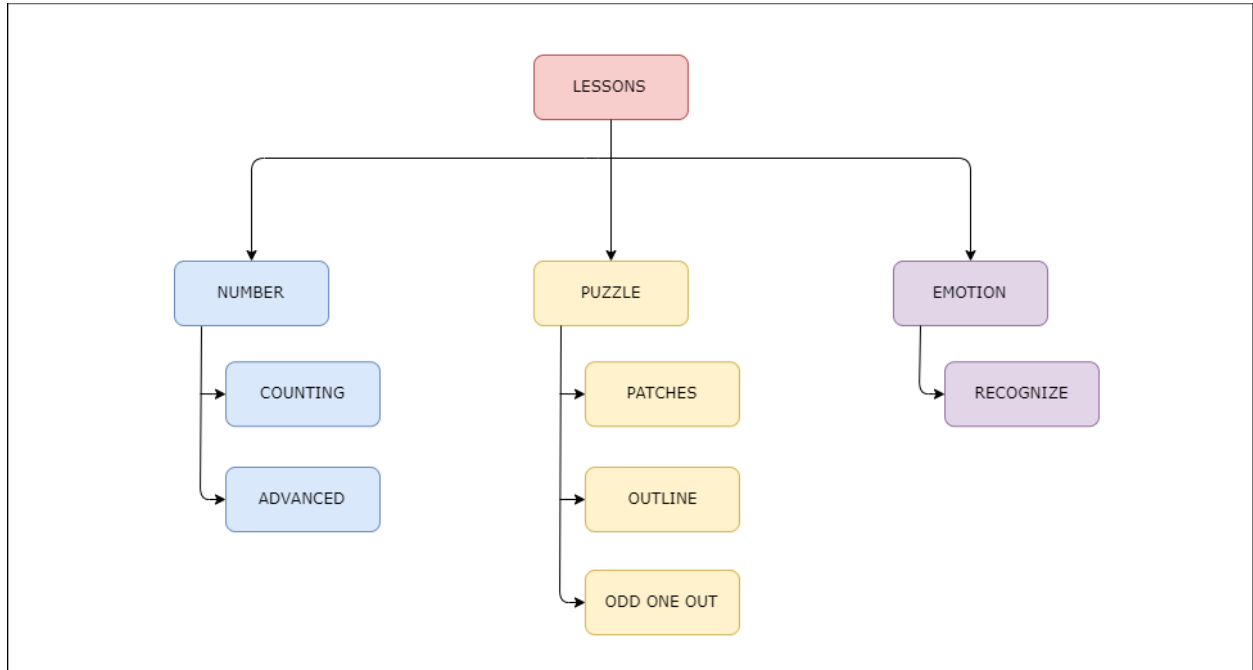 LESSONS
NUMBER
PUZZLE
EMOTION
COUNTING
PATCHES
RECOGNIZE
ADVANCED
OUTLINE
ODD ONE OUT